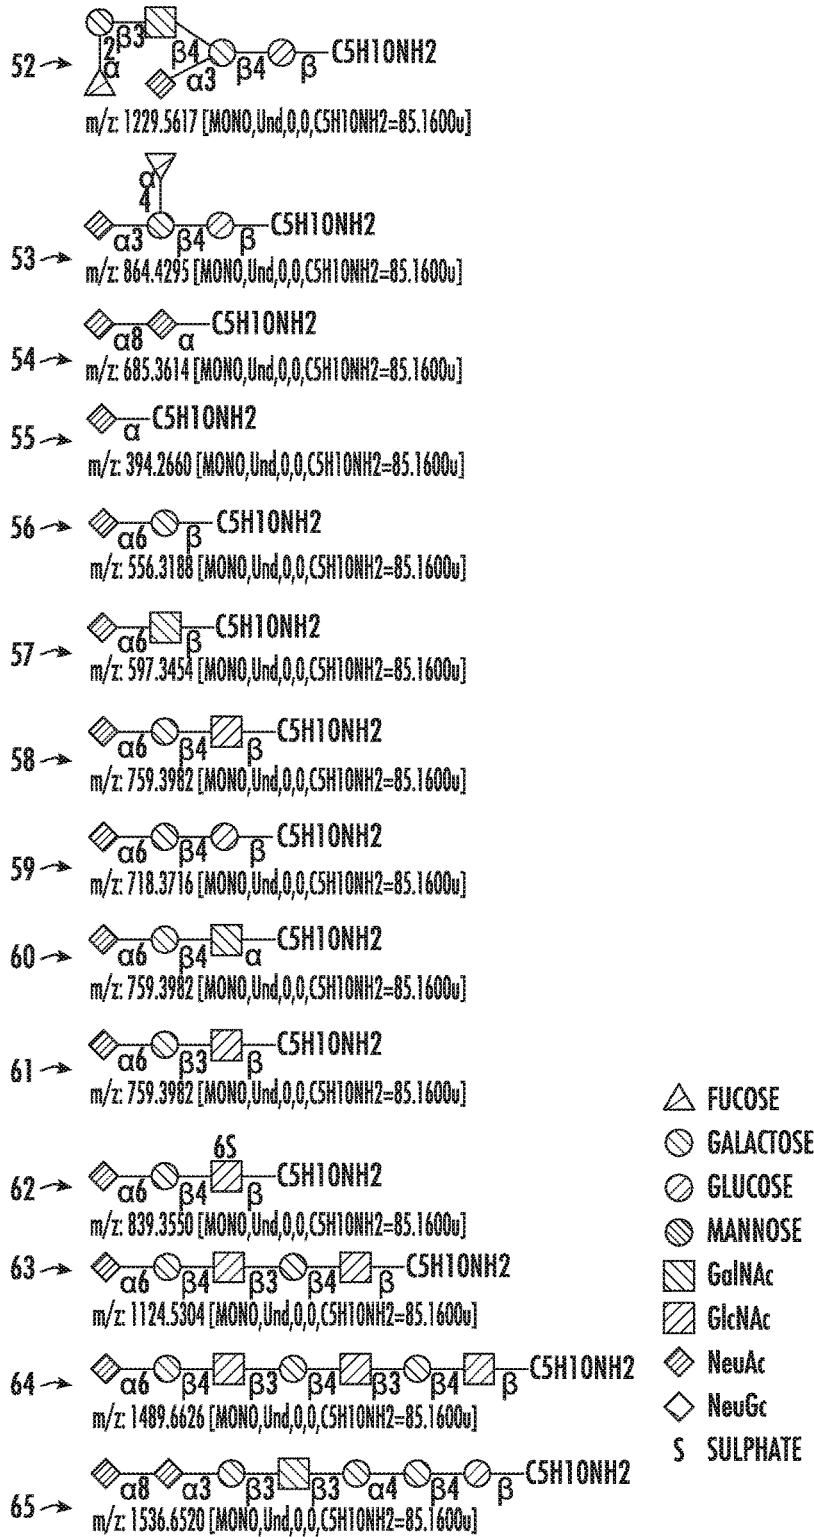 β3
2
α
β4
α3
β4
β
C5H10NH2
52
m/z: 1229.5617 [MONO,Und,0,0,C5H10NH2=85.1600u]
α
4
α3
β4
β
C5H10NH2
53
m/z: 864.4295 [MONO,Und,0,0,C5H10NH2=85.1600u]
α8
α
C5H10NH2
54
m/z: 685.3614 [MONO,Und,0,0,C5H10NH2=85.1600u]
α
C5H10NH2
55
m/z: 394.2660 [MONO,Und,0,0,C5H10NH2=85.1600u]
α6
β
C5H10NH2
56
m/z: 556.3188 [MONO,Und,0,0,C5H10NH2=85.1600u]
α6
β
C5H10NH2
57
m/z: 597.3454 [MONO,Und,0,0,C5H10NH2=85.1600u]
α6
β4
β
C5H10NH2
58
m/z: 759.3982 [MONO,Und,0,0,C5H10NH2=85.1600u]
α6
β4
β
C5H10NH2
59
m/z: 718.3716 [MONO,Und,0,0,C5H10NH2=85.1600u]
α6
β4
α
C5H10NH2
60
m/z: 759.3982 [MONO,Und,0,0,C5H10NH2=85.1600u]
α6
β3
β
C5H10NH2
61
m/z: 759.3982 [MONO,Und,0,0,C5H10NH2=85.1600u]
6S
α6
β4
β
C5H10NH2
62
m/z: 839.3550 [MONO,Und,0,0,C5H10NH2=85.1600u]
α6
β4
β3
β4
β
C5H10NH2
63
m/z: 1124.5304 [MONO,Und,0,0,C5H10NH2=85.1600u]
α6
β4
β3
β4
β3
β4
β
C5H10NH2
64
m/z: 1489.6626 [MONO,Und,0,0,C5H10NH2=85.1600u]
α8
α3
β3
β3
α4
β4
β
C5H10NH2
65
m/z: 1536.6520 [MONO,Und,0,0,C5H10NH2=85.1600u]
FUCOSE
GALACTOSE
GLUCOSE
MANNOSE
GalNAc
GlcNAc
NeuAc
NeuGc
S SULPHATE